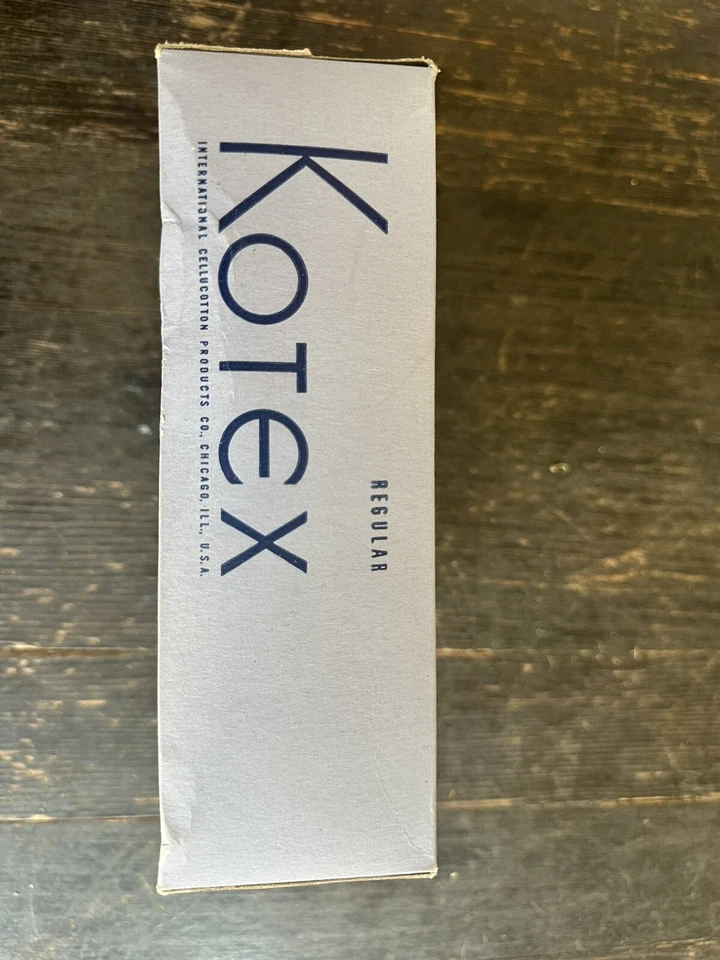 REGULAR
KOTEX
INTERNATIONAL CELLUCOTTON PRODUCTS CO., CHICAGO, ILL., U.S.A.